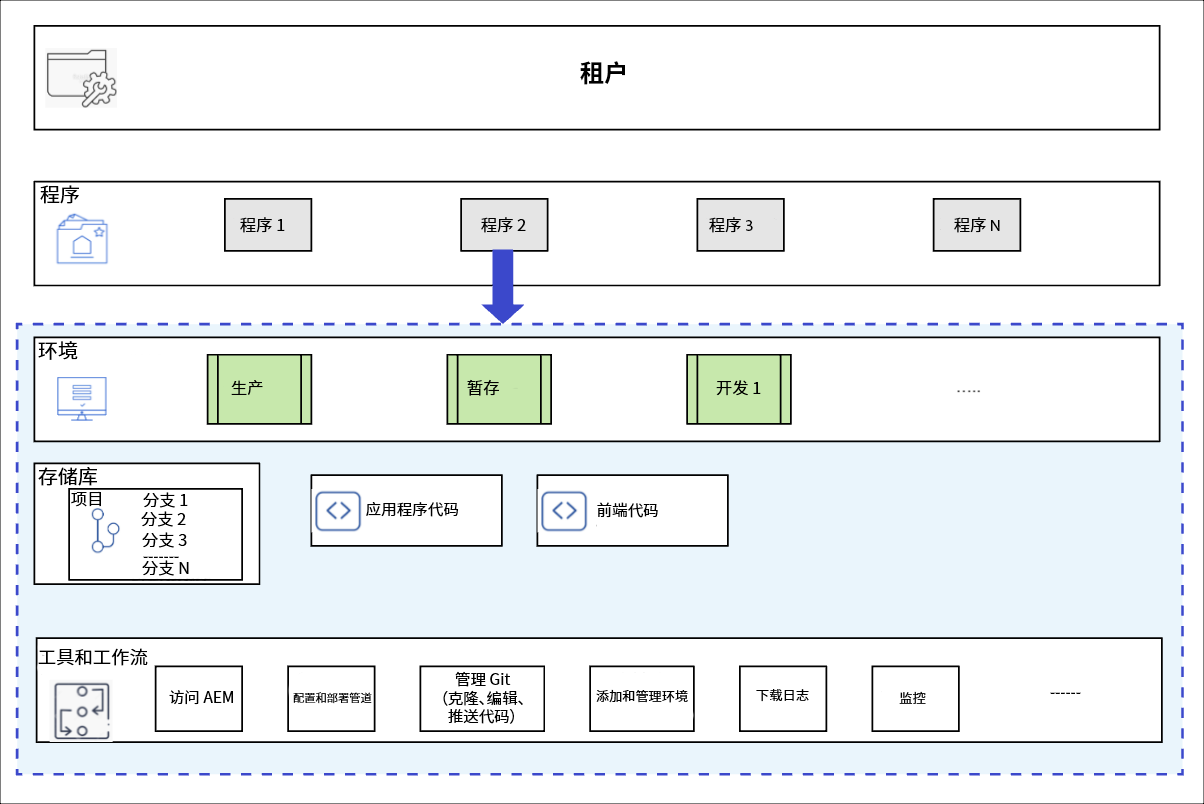 租户
程序
程序 1
程序 2
程序 3
程序 N
环境
生产
暂存
开发 1
.....
存储库
项目
分支 1
分支 2
分支 3
-------
分支 N
应用程序代码
前端代码
工具和工作流
访问 AEM
配置和部署管道
管理 Git
（克隆、编辑、
推送代码）
添加和管理环境
下载日志
监控
------